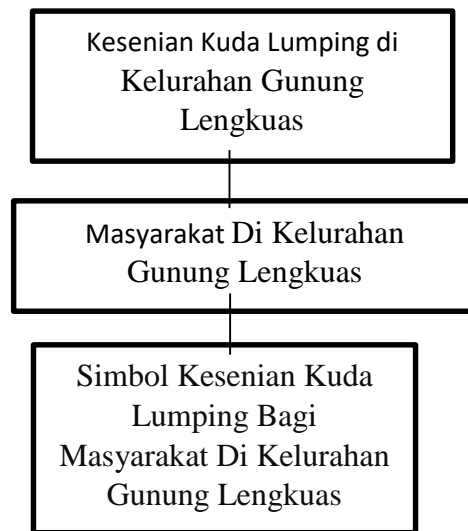 Kesenian Kuda Lumping di
Kelurahan Gunung
Lengkuas
Masyarakat Di Kelurahan
Gunung Lengkuas
Simbol Kesenian Kuda
Lumping Bagi
Masyarakat Di Kelurahan
Gunung Lengkuas